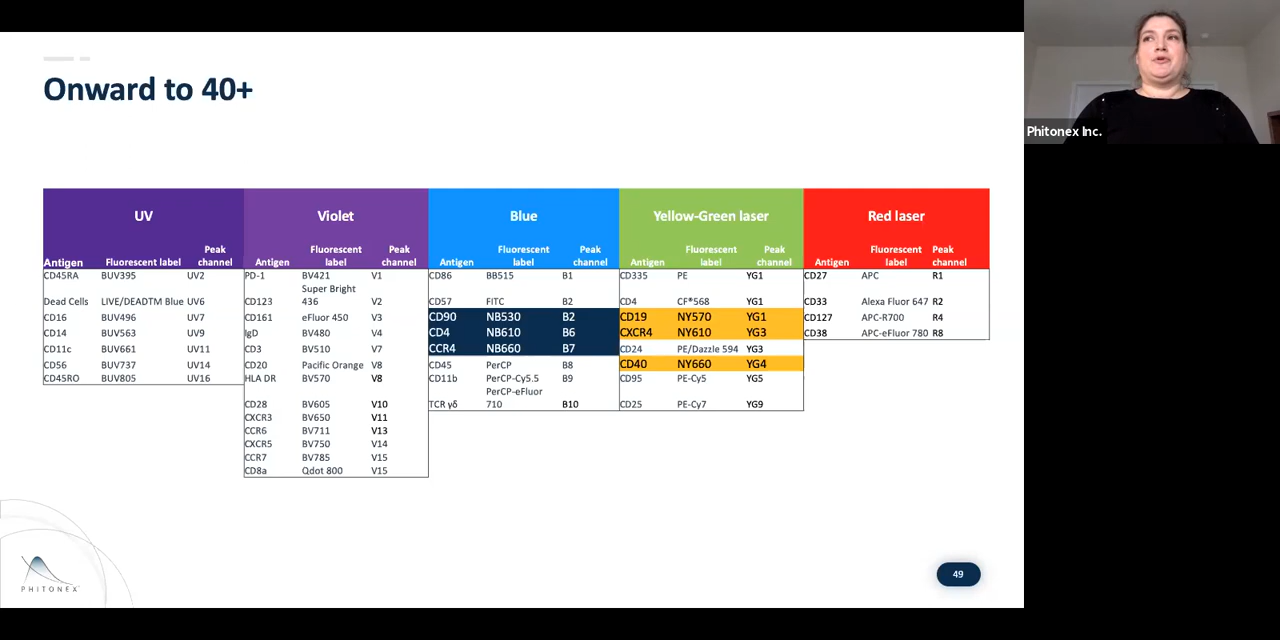 Onward to 40+
Phitonex Inc.
UV
Antigen Fluorescent label Peak channel
CD45RA BUV395 UV2
Dead Cells LIVE/DEADTM Blue UV6
CD16 BUV496 UV7
CD14 BUV563 UV9
CD11c BUV661 UV11
CD56 BUV737 UV14
CD45RO BUV805 UV16
Violet
Antigen Fluorescent label Peak channel
PD-1 BV421 V1
CD123 Super Bright 436 V2
CD161 eFluor 450 V3
IgD BV480 V4
CD3 BV510 V7
CD20 Pacific Orange V8
HLA DR BV570 V8
CD28 BV605 V10
CXCR3 BV650 V11
CCR6 BV711 V13
CXCR5 BV750 V14
CCR7 BV785 V15
CD8a Qdot 800 V15
Blue
Antigen Fluorescent label Peak channel
CD86 BB515 B1
CD57 FITC B2
CD90 NB530 B2
CD4 NB610 B6
CCR4 NB660 B7
CD45 PerCP B8
CD11b PerCP-Cy5.5 B9
TCR γδ PerCP-eFluor 710 B10
Yellow-Green laser
Antigen Fluorescent label Peak channel
CD335 PE YG1
CD4 CF®568 YG1
CD19 NY570 YG1
CXCR4 NY610 YG3
CD24 PE/Dazzle 594 YG3
CD40 NY660 YG4
CD95 PE-Cy5 YG5
CD25 PE-Cy7 YG9
Red laser
Antigen Fluorescent label Peak channel
CD27 APC R1
CD33 Alexa Fluor 647 R2
CD127 APC-R700 R4
CD38 APC-eFluor 780 R8
PHITONEX
49